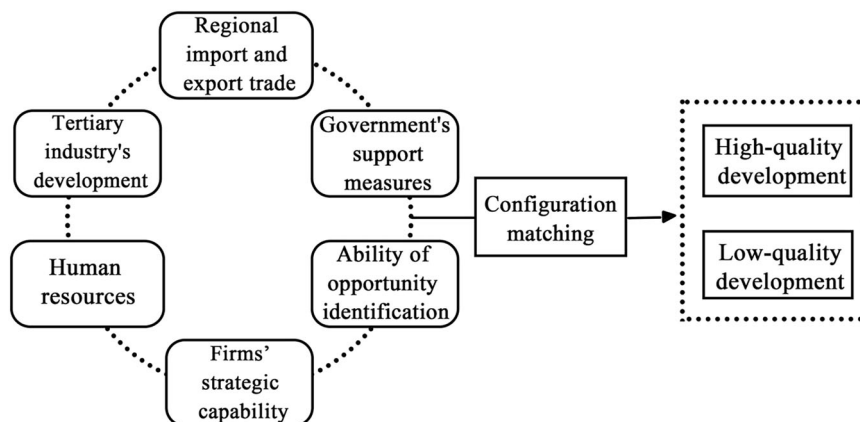 Regional
import and
export trade
Tertiary
industry's
development
Government's
support
measures
Human
resources
Ability of
opportunity
identification
Firms’
strategic
capability
Configuration
matching
High-quality
development
Low-quality
development